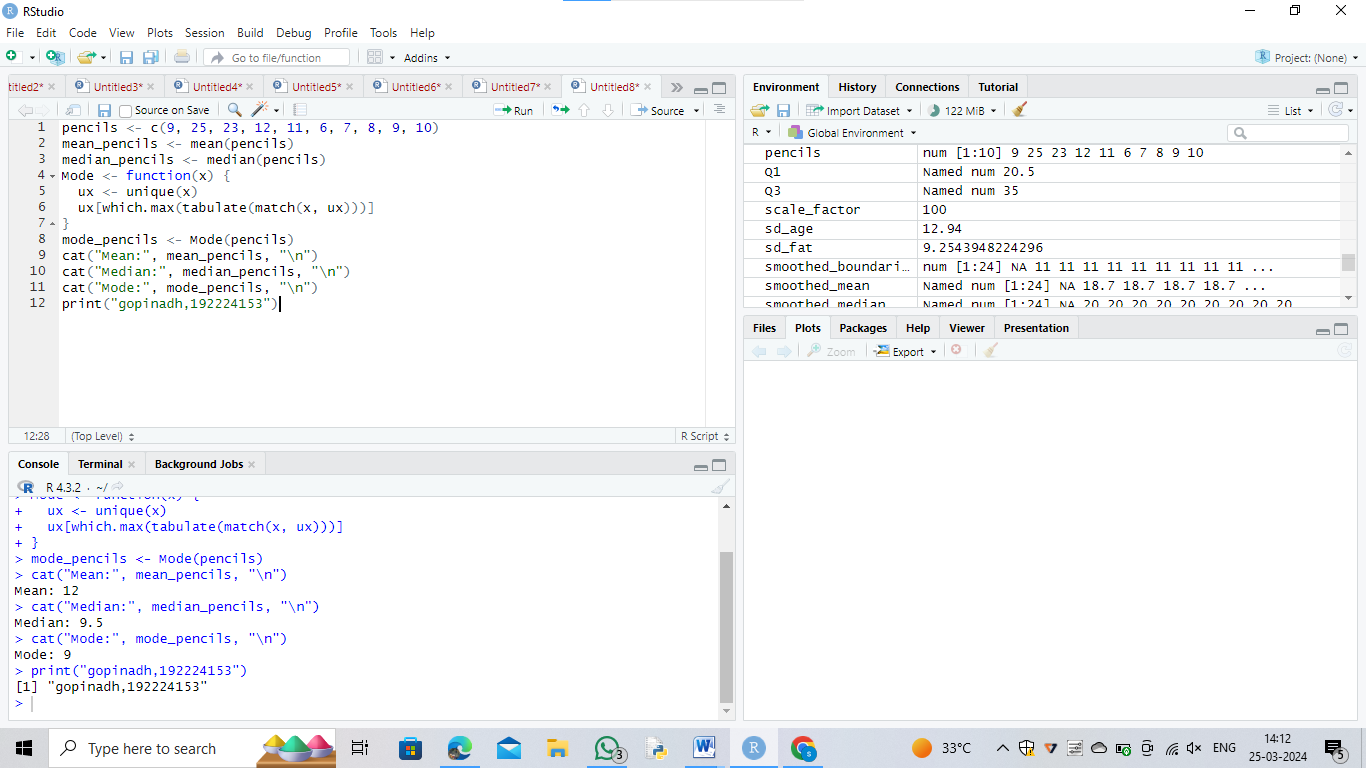 RStudio
File Edit Code View Plots Session Build Debug Profile Tools Help
Go to file/function Addins Project: (None)
titled2* Untitled3* Untitled4* Untitled5* Untitled6* Untitled7* Untitled8*
Source on Save Run Source
1 pencils <- c(9, 25, 23, 12, 11, 6, 7, 8, 9, 10)
2 mean_pencils <- mean(pencils)
3 median_pencils <- median(pencils)
4 Mode <- function(x) {
5 ux <- unique(x)
6 ux[which.max(tabulate(match(x, ux)))]
7 }
8 mode_pencils <- Mode(pencils)
9 cat("Mean:", mean_pencils, "\n")
10 cat("Median:", median_pencils, "\n")
11 cat("Mode:", mode_pencils, "\n")
12 print("gopinadh,192224153")
12:28 (Top Level) R Script
Console Terminal Background Jobs
R 4.3.2 · ~/
> Mode <- function(x) {
+ ux <- unique(x)
+ ux[which.max(tabulate(match(x, ux)))]
+ }
> mode_pencils <- Mode(pencils)
> cat("Mean:", mean_pencils, "\n")
Mean: 12
> cat("Median:", median_pencils, "\n")
Median: 9.5
> cat("Mode:", mode_pencils, "\n")
Mode: 9
> print("gopinadh,192224153")
[1] "gopinadh,192224153"
>
Environment History Connections Tutorial
Import Dataset 122 MiB List
R Global Environment
pencils num [1:10] 9 25 23 12 11 6 7 8 9 10
Q1 Named num 20.5
Q3 Named num 35
scale_factor 100
sd_age 12.94
sd_fat 9.2543948224296
smoothed_boundari... num [1:24] NA 11 11 11 11 11 11 11 11 11 ...
smoothed_mean Named num [1:24] NA 18.7 18.7 18.7 18.7 ...
smoothed_median Named num [1:24] NA 20 20 20 20 20 20 20 20 20
Files Plots Packages Help Viewer Presentation
Zoom Export
Type here to search
3
33°C ENG
14:12
25-03-2024
5